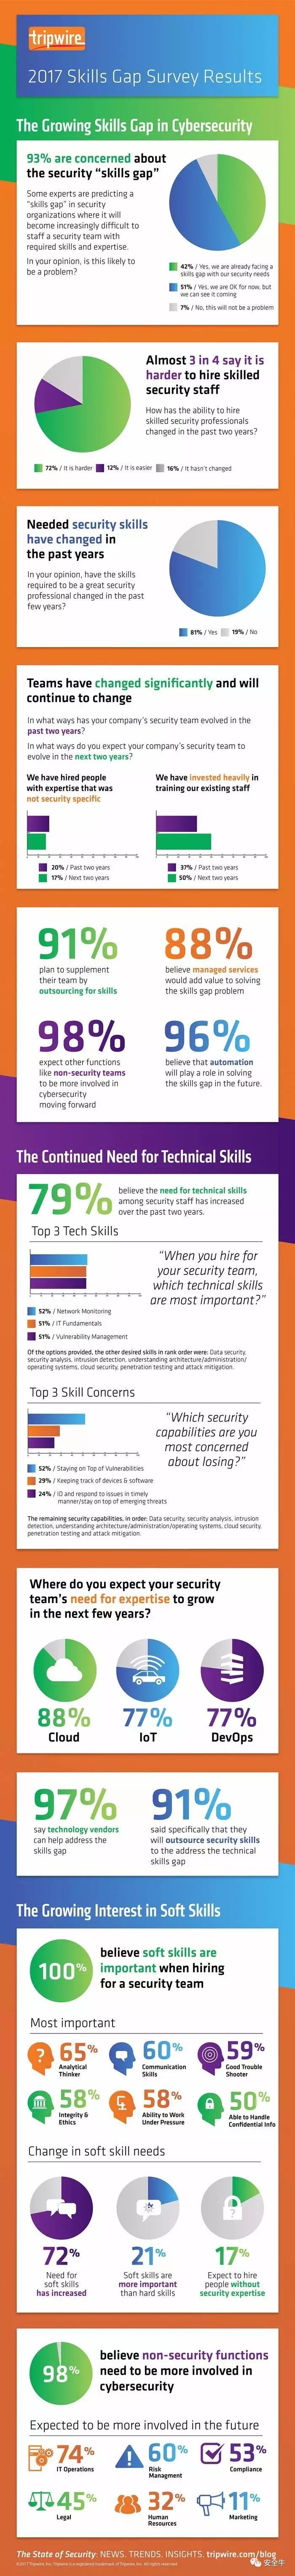 tripwire
2017 Skills Gap Survey Results
The Growing Skills Gap in Cybersecurity
93% are concerned about
the security “skills gap”
Some experts are predicting a
“skills gap” in security
organizations where it will
become increasingly difficult to
staff a security team with
required skills and expertise.
In your opinion, is this likely to
be a problem?
42% / Yes, we are already facing a
skills gap with our security needs
51% / Yes, we are OK for now, but
we can see it coming
7% / No, this will not be a problem
Almost 3 in 4 say it is
harder to hire skilled
security staff
How has the ability to hire
skilled security professionals
changed in the past two years?
72% / It is harder 12% / It is easier 16% / It hasn't changed
Needed security skills
have changed in
the past years
In your opinion, have the skills
required to be a great security
professional changed in the past
few years?
81% / Yes 19% / No
Teams have changed significantly and will
continue to change
In what ways has your company's security team evolved in the
past two years?
In what ways do you expect your company's security team to
evolve in the next two years?
We have hired people
with expertise that was
not security specific
20% / Past two years
17% / Next two years
We have invested heavily in
training our existing staff
37% / Past two years
50% / Next two years
91%
plan to supplement
their team by
outsourcing for skills
88%
believe managed services
would add value to solving
the skills gap problem
98%
expect other functions
like non-security teams
to be more involved in
cybersecurity
moving forward
96%
believe that automation
will play a role in solving
the skills gap in the future.
The Continued Need for Technical Skills
79%
believe the need for technical skills
among security staff has increased
over the past two years.
Top 3 Tech Skills
52% / Network Monitoring
51% / IT Fundamentals
51% / Vulnerability Management
“When you hire for
your security team,
which technical skills
are most important?”
Of the options provided, the other desired skills in rank order were: Data security,
security analysis, intrusion detection, understanding architecture/administration/
operating systems, cloud security, penetration testing and attack mitigation.
Top 3 Skill Concerns
“Which security
capabilities are you
most concerned
about losing?”
52% / Staying on Top of Vulnerabilities
29% / Keeping track of devices & software
24% / ID and respond to issues in timely
manner/stay on top of emerging threats
The remaining security capabilities, in order: Data security, security analysis, intrusion
detection, understanding architecture/administration/operating systems, cloud security,
penetration testing and attack mitigation.
Where do you expect your security
team's need for expertise to grow
in the next few years?
88%
Cloud
77%
IoT
77%
DevOps
97%
say technology vendors
can help address the
skills gap
91%
said specifically that they
will outsource security skills
to the address the technical
skills gap
The Growing Interest in Soft Skills
100%
believe soft skills are
important when hiring
for a security team
Most important
65%
Analytical
Thinker
60%
Communication
Skills
59%
Good Trouble
Shooter
58%
Integrity &
Ethics
58%
Ability to Work
Under Pressure
50%
Able to Handle
Confidential Info
Change in soft skill needs
72%
Need for
soft skills
has increased
21%
Soft skills are
more important
than hard skills
17%
Expect to hire
people without
security expertise
98%
believe non-security functions
need to be more involved in
cybersecurity
Expected to be more involved in the future
74%
IT Operations
60%
Risk
Managment
53%
Compliance
45%
Legal
32%
Human
Resources
11%
Marketing
The State of Security: NEWS. TRENDS. INSIGHTS. tripwire.com/blog
©2017 Tripwire, Inc. Tripwire is a registered trademark of Tripwire, Inc. All rights reserved.
安全牛